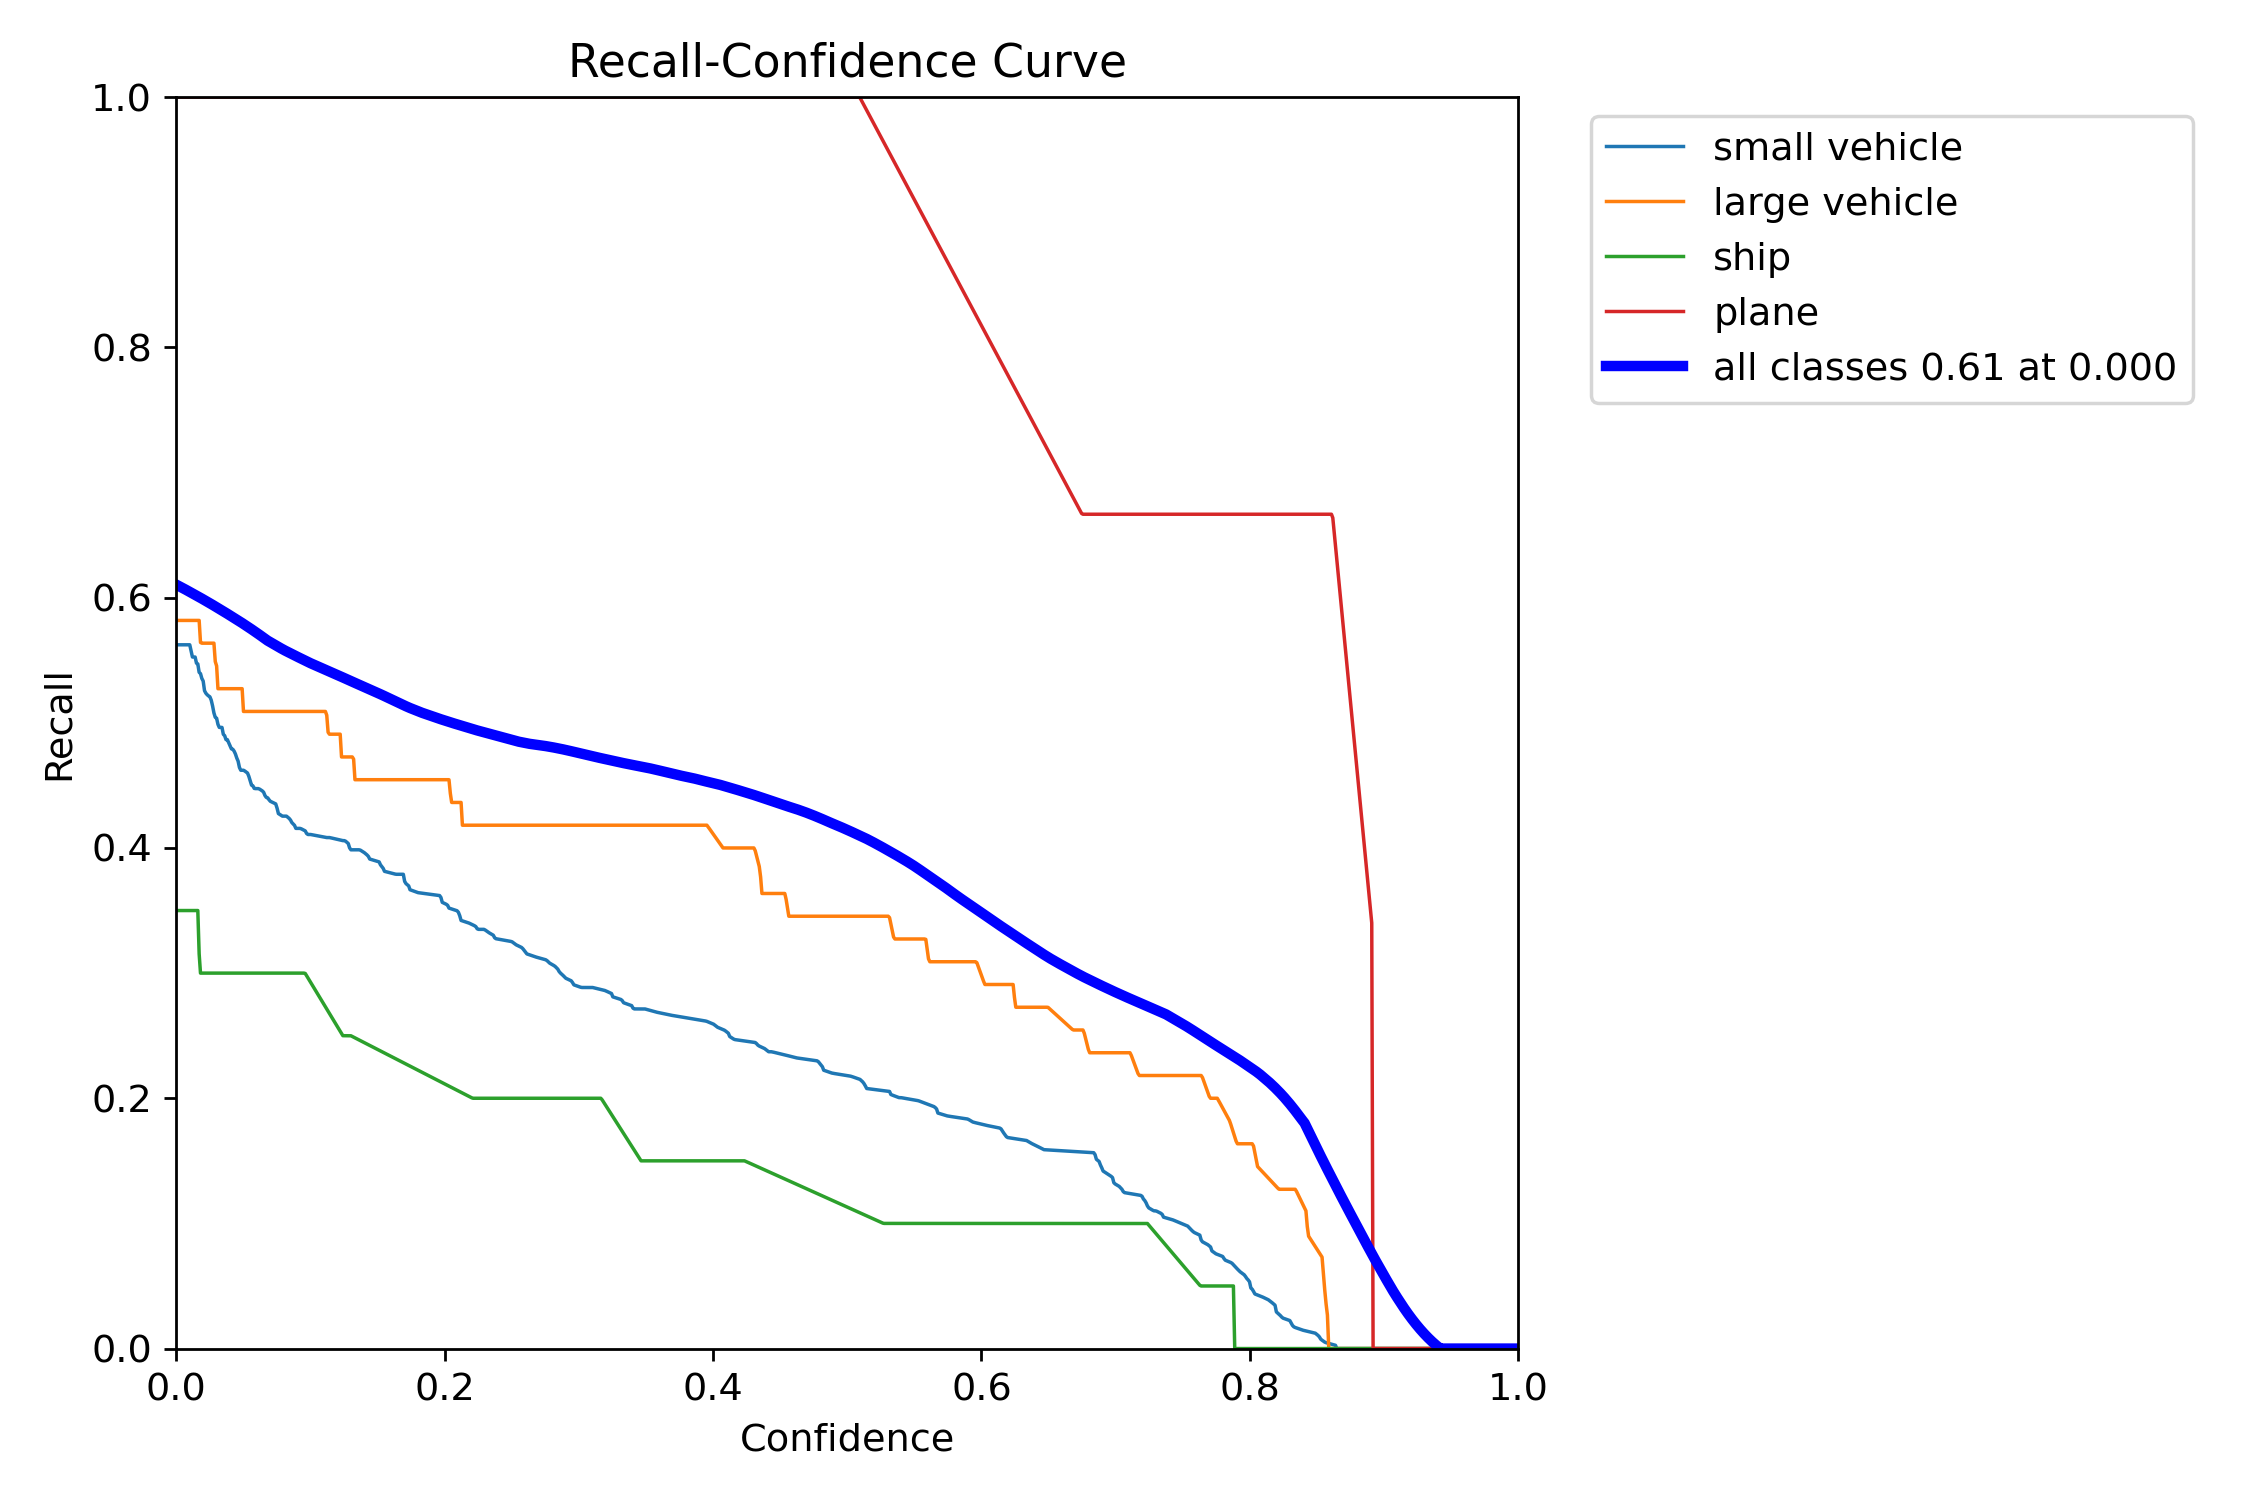 Recall-Confidence Curve
1.0
0.8
0.6
0.4
0.2
0.0
Recall
0.0 0.2 0.4 0.6 0.8 1.0
Confidence
small vehicle
large vehicle
ship
plane
all classes 0.61 at 0.000